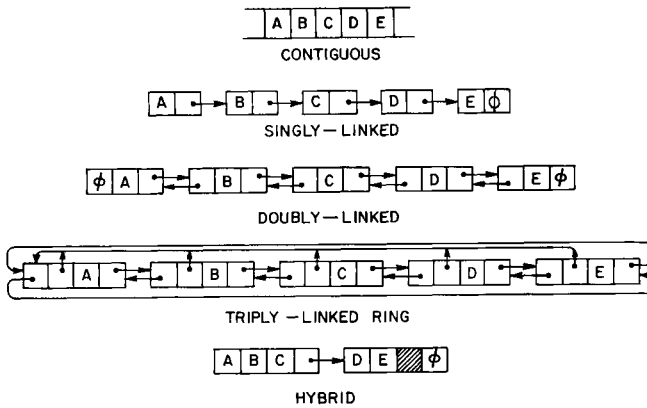 A B C D E
CONTIGUOUS
A B C D E ϕ
SINGLY-LINKED
ϕ A B C D E ϕ
DOUBLY-LINKED
A B C D E
TRIPLY-LINKED RING
A B C D E ϕ
HYBRID